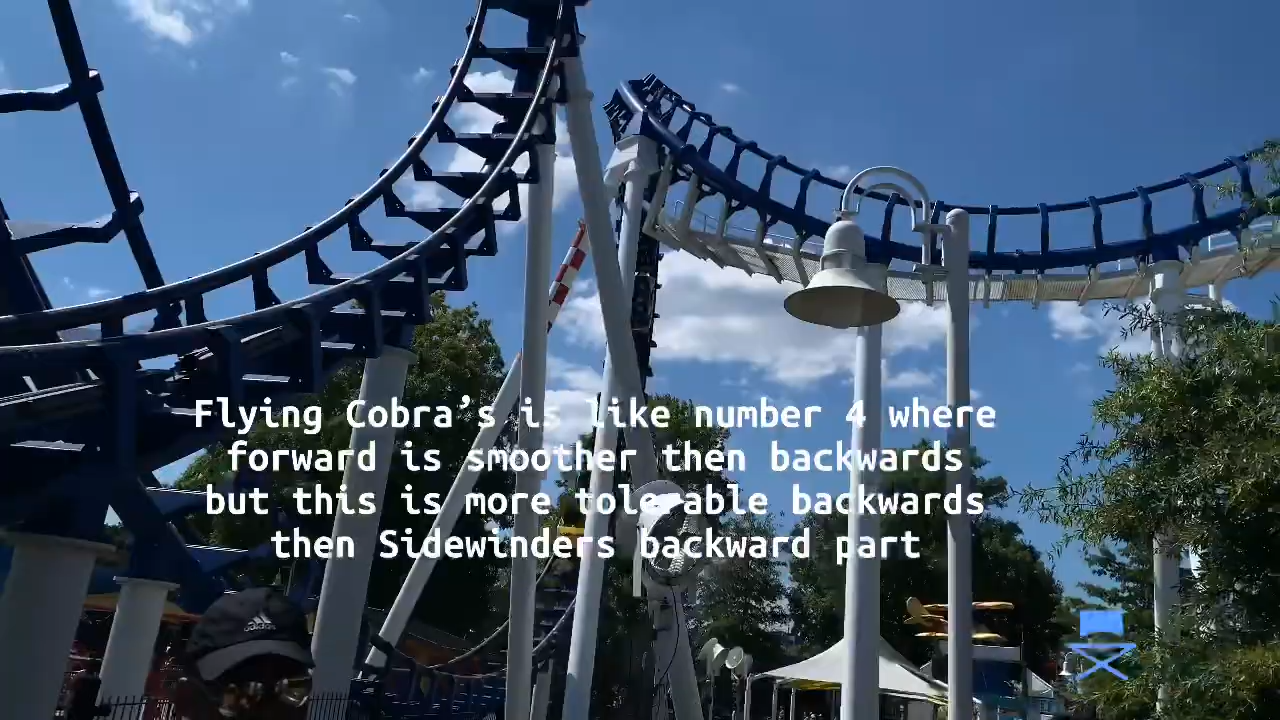 Flying Cobra’s is like number 4 where
forward is smoother then backwards
but this is more tolerable backwards
then Sidewinders backward part
adidas